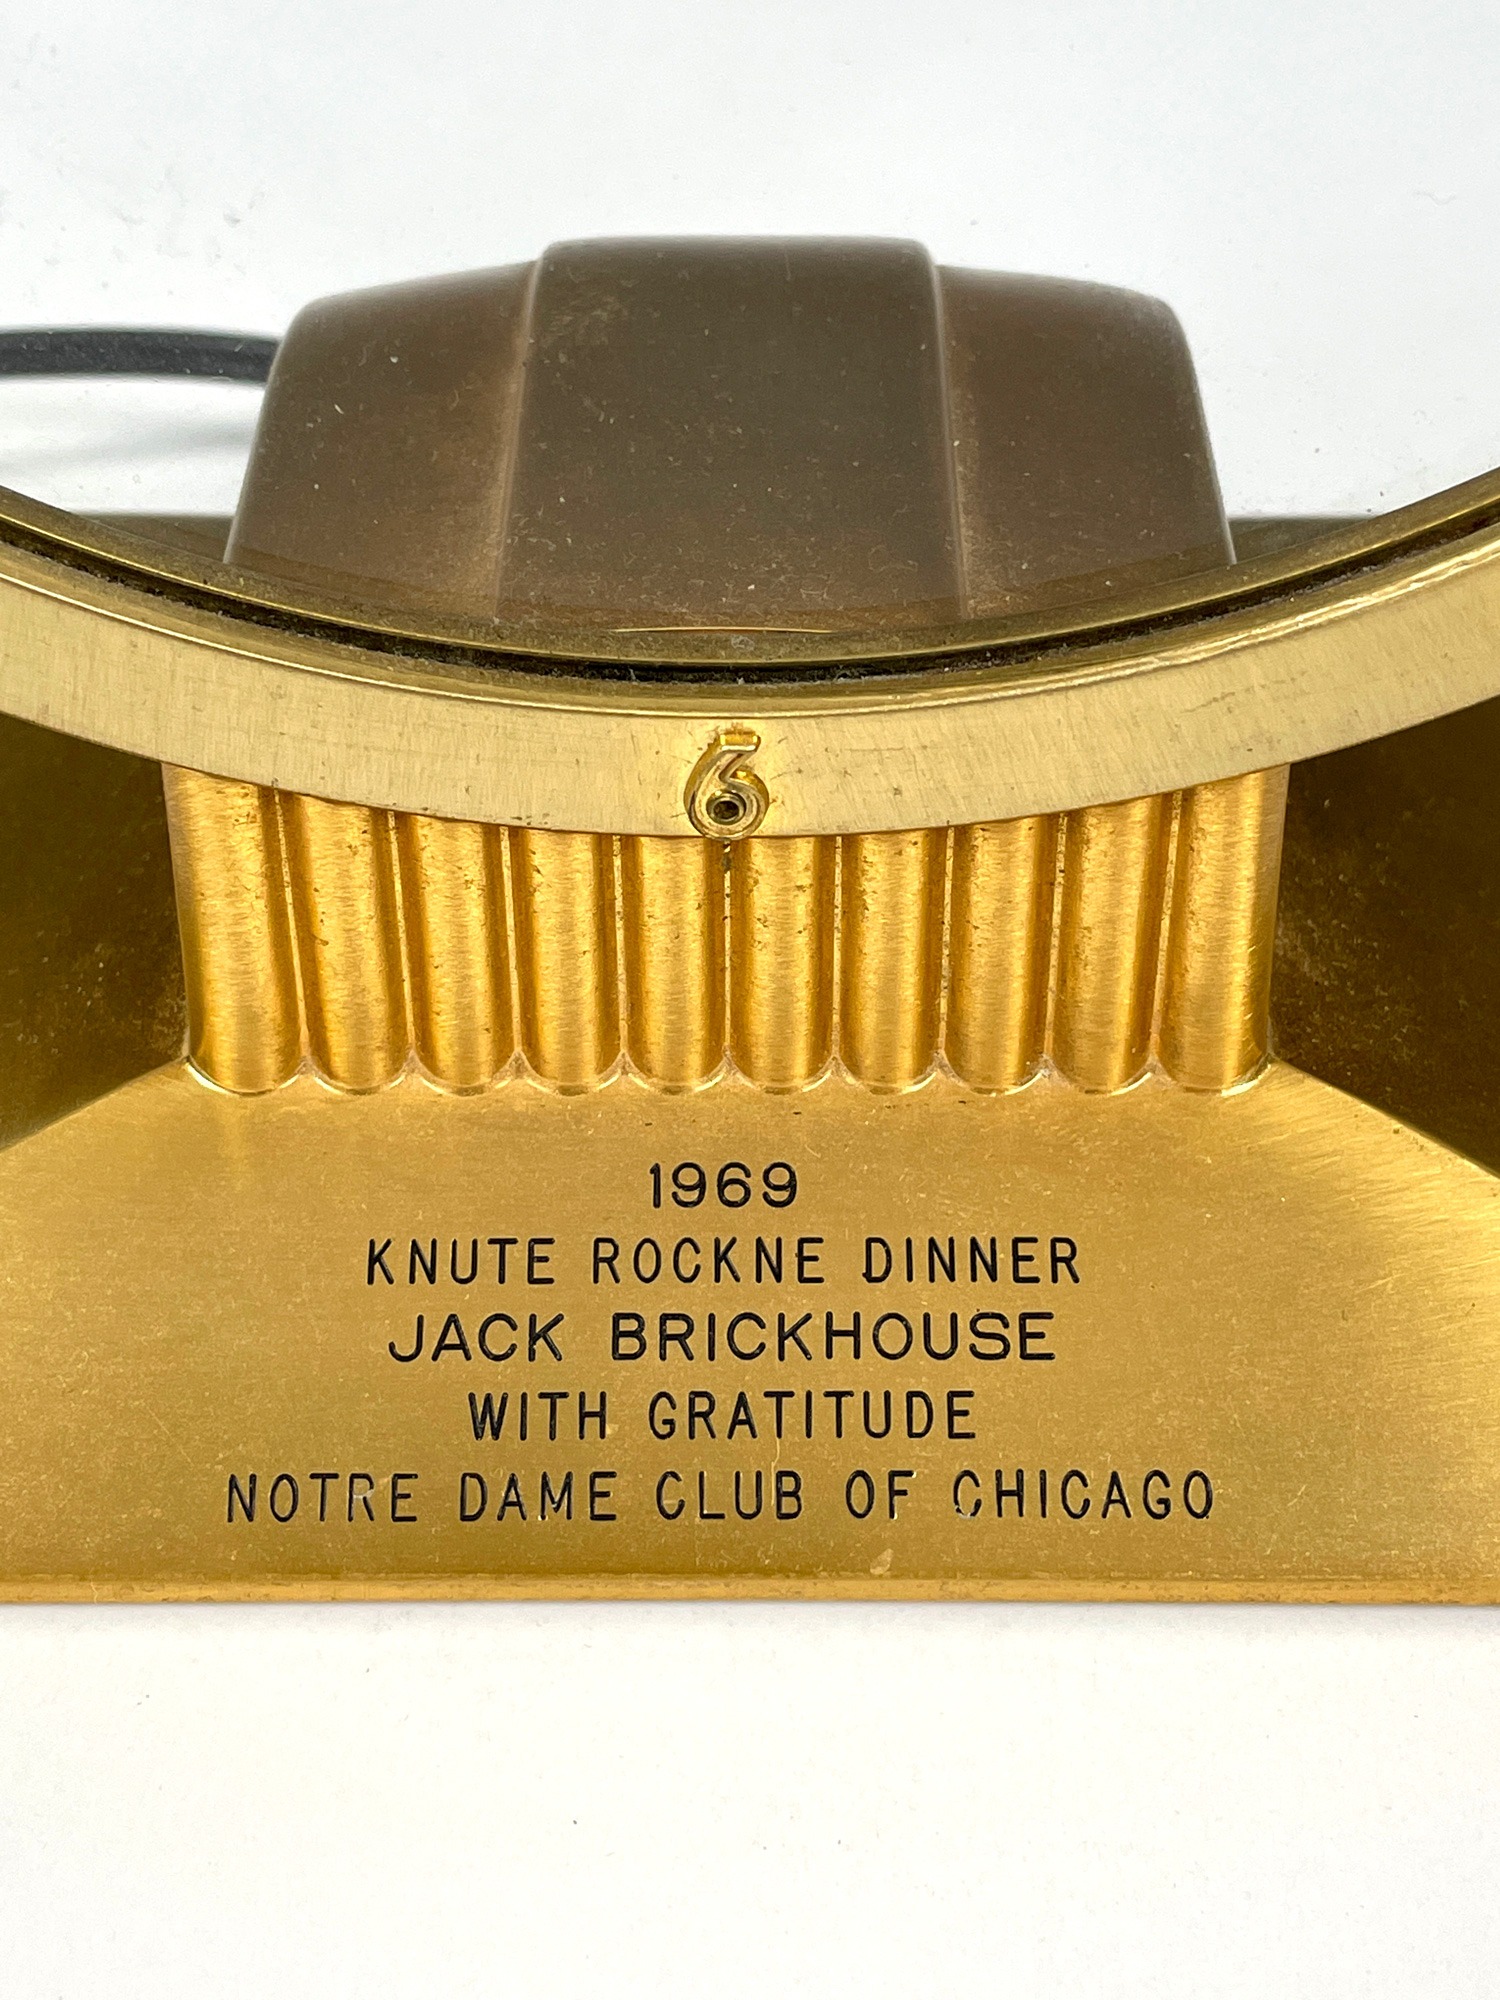 6
1969
KNUTE ROCKNE DINNER
JACK BRICKHOUSE
WITH GRATITUDE
NOTRE DAME CLUB OF CHICAGO